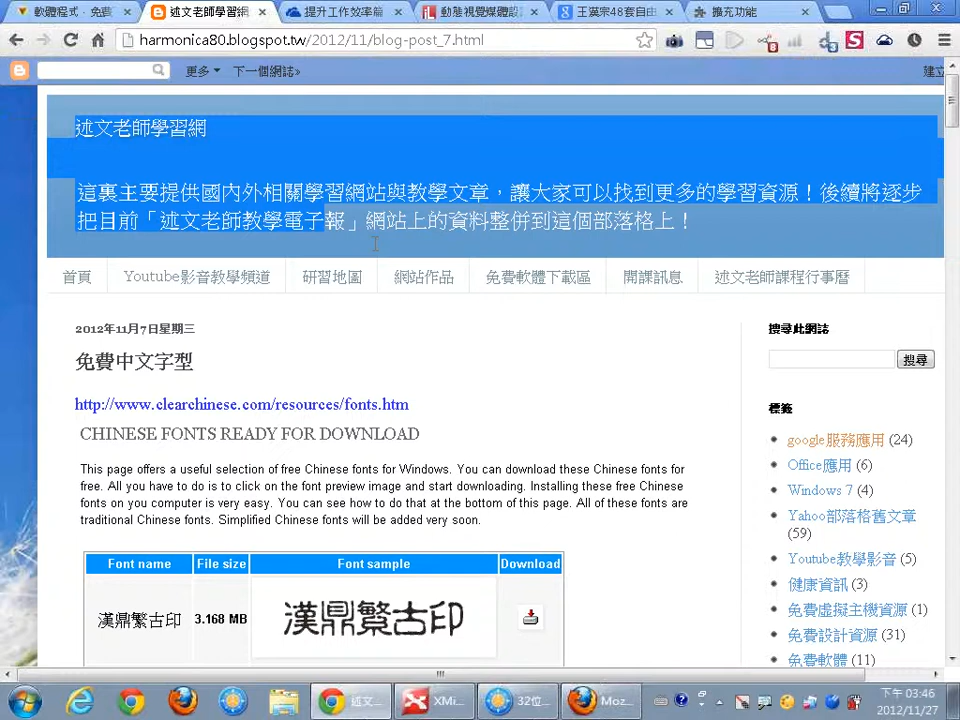 軟體程式 - 免費
述文老師學習網
提升工作效率籲
動態視覺媒體設
王漢宗48套自由
擴充功能
harmonica80.blogspot.tw/2012/11/blog-post_7.html
更多 下一個網誌»
建立
述文老師學習網
這裏主要提供國內外相關學習網站與教學文章，讓大家可以找到更多的學習資源！後續將逐步
把目前「述文老師教學電子報」網站上的資料整併到這個部落格上！
首頁 Youtube影音教學頻道 研習地圖 網站作品 免費軟體下載區 開課訊息 述文老師課程行事曆
2012年11月7日星期三
免費中文字型
http://www.clearchinese.com/resources/fonts.htm
CHINESE FONTS READY FOR DOWNLOAD
This page offers a useful selection of free Chinese fonts for Windows. You can download these Chinese fonts for
free. All you have to do is to click on the font preview image and start downloading. Installing these free Chinese
fonts on you computer is very easy. You can see how to do that at the bottom of this page. All of these fonts are
traditional Chinese fonts. Simplified Chinese fonts will be added very soon.
Font name File size Font sample Download
漢鼎繁古印 3.168 MB 漢鼎繁古印
搜尋此網誌
搜尋
標籤
google服務應用 (24)
Office應用 (6)
Windows 7 (4)
Yahoo部落格舊文章
(59)
Youtube教學影音 (5)
健康資訊 (3)
免費虛擬主機資源 (1)
免費設計資源 (31)
免費軟體 (11)
述文...
XMi...
32位...
Moz...
下午 03:46
2012/11/27